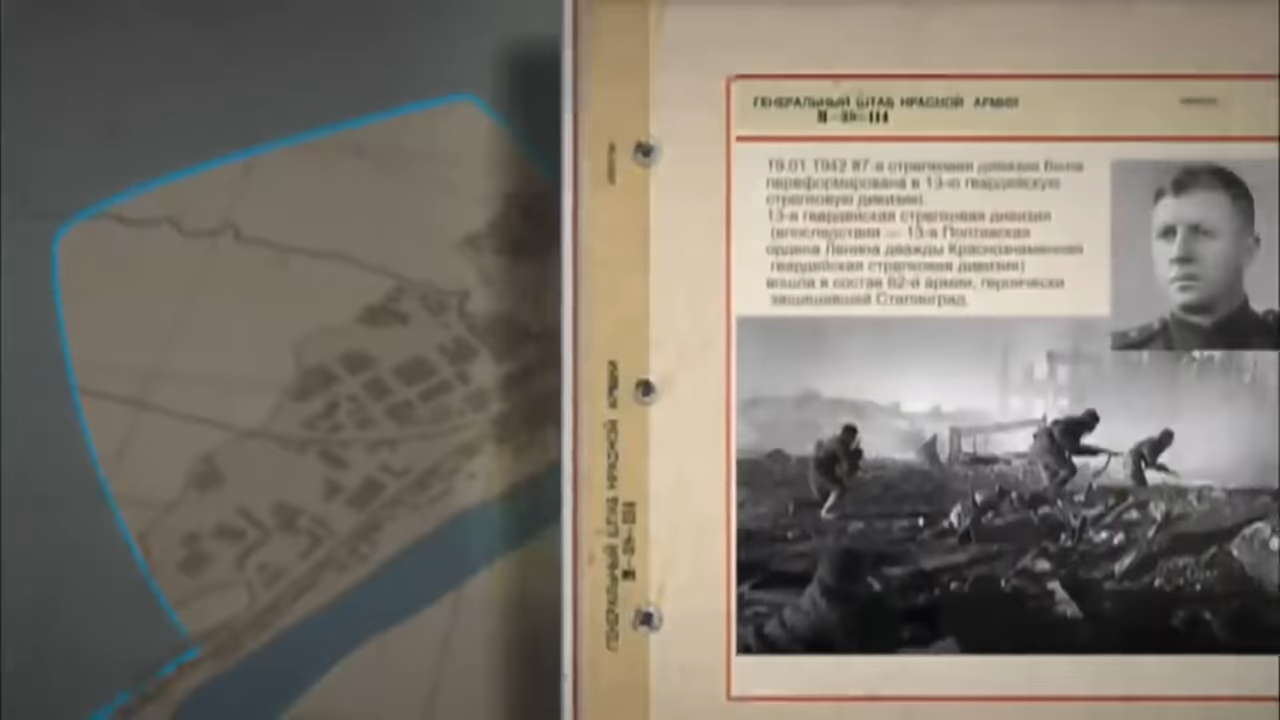 ГЕНЕРАЛЬНЫЙ ШТАБ КРАСНОЙ АРМИИ
19.01.1942 87-я стрелковая дивизия была
переформирована в 13-ю гвардейскую
стрелковую дивизию.
13-я гвардейская стрелковая дивизия
(впоследствии — 13-я Полтавская
ордена Ленина дважды Краснознаменная
гвардейская стрелковая дивизия)
вошла в состав 62-й армии, героически
защищавшей Сталинград.
ГЕНЕРАЛЬНЫЙ ШТАБ КРАСНОЙ АРМИИ